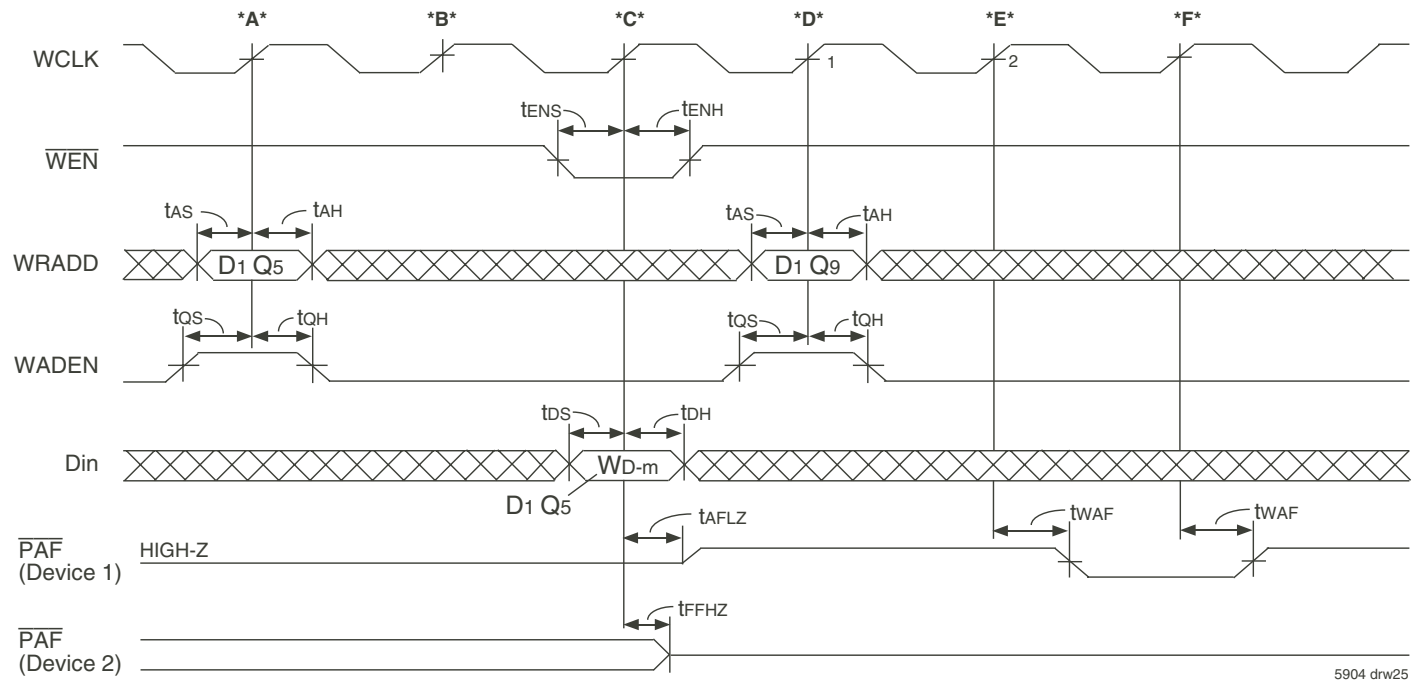 *A* *B* *C* *D* *E* *F*
WCLK
1
2
tENS
tENH
WEN
tAS
tAH
tAS
tAH
WRADD
D1 Q5
D1 Q9
tQS
tQH
tQS
tQH
WADEN
tDS
tDH
Din
WD-m
D1 Q5
tAFLZ
tWAF
tWAF
PAF
(Device 1)
HIGH-Z
tFFHZ
PAF
(Device 2)
5904 drw25